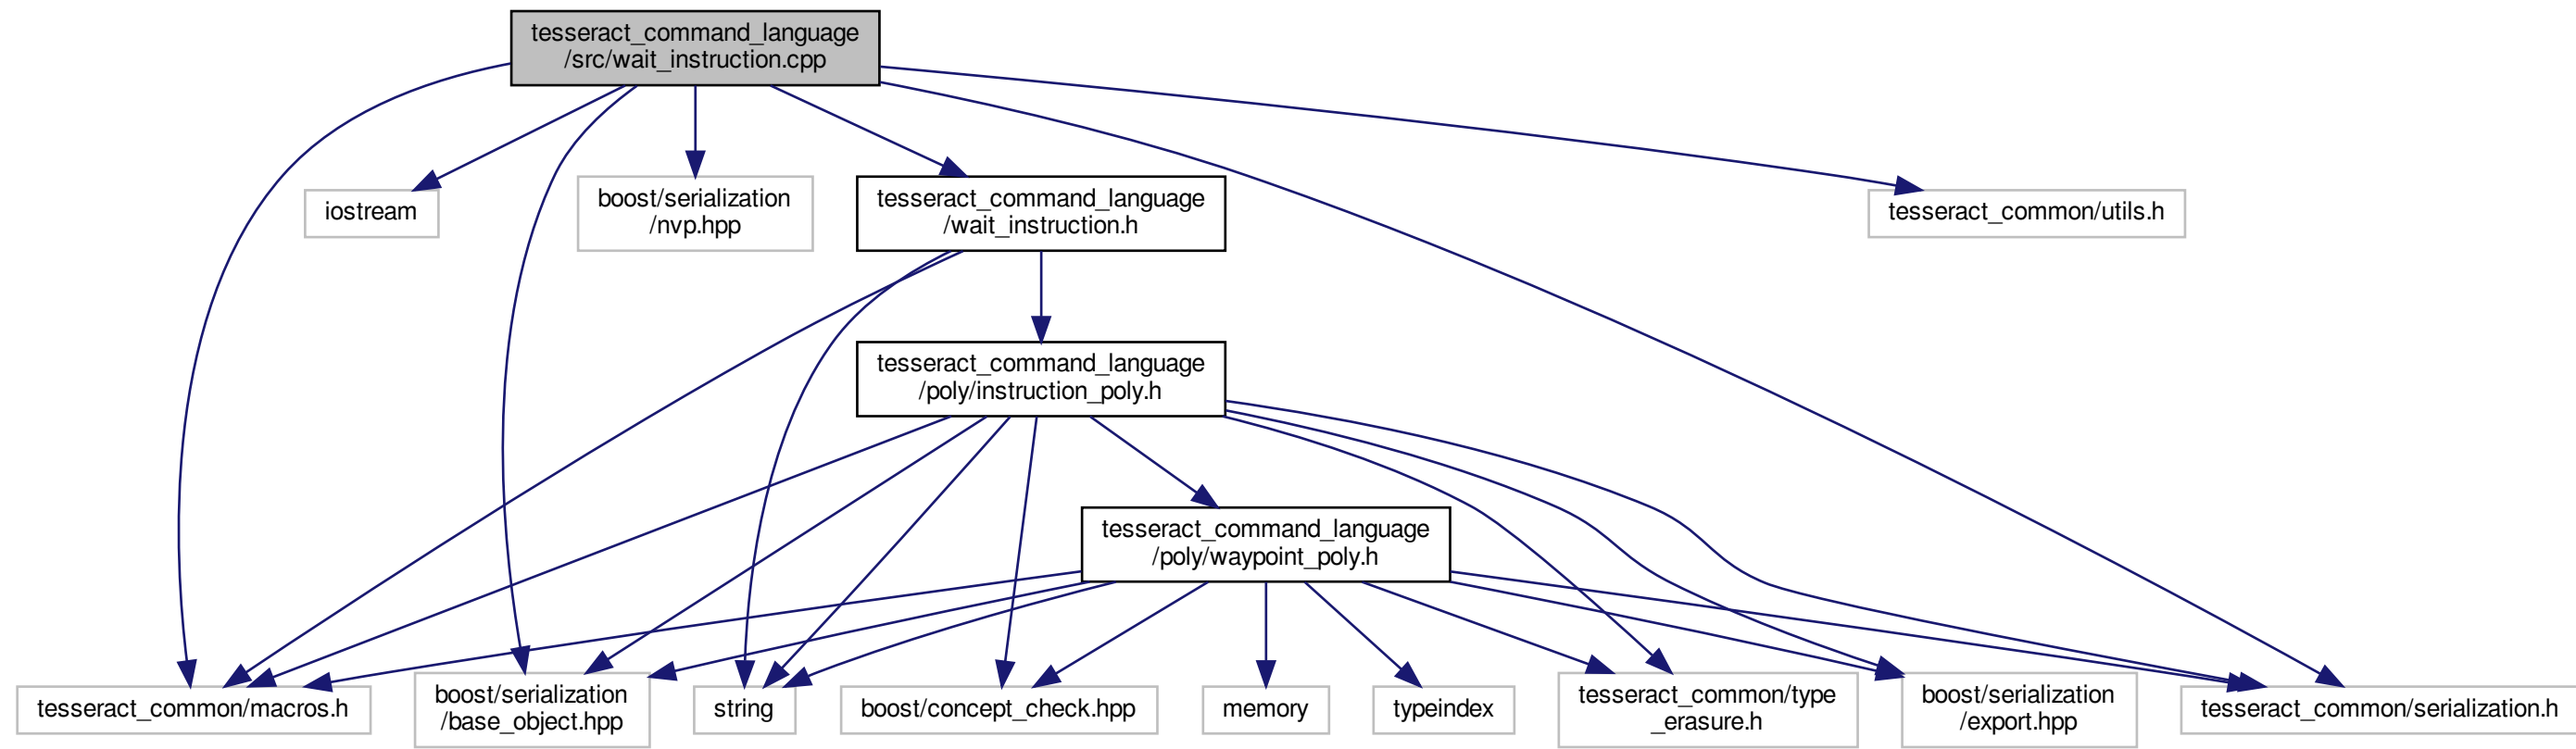 tesseract_command_language
/src/wait_instruction.cpp
iostream
boost/serialization
/nvp.hpp
tesseract_command_language
/wait_instruction.h
tesseract_common/utils.h
tesseract_command_language
/poly/instruction_poly.h
tesseract_command_language
/poly/waypoint_poly.h
tesseract_common/macros.h
boost/serialization
/base_object.hpp
string
boost/concept_check.hpp
memory
typeindex
tesseract_common/type
_erasure.h
boost/serialization
/export.hpp
tesseract_common/serialization.h